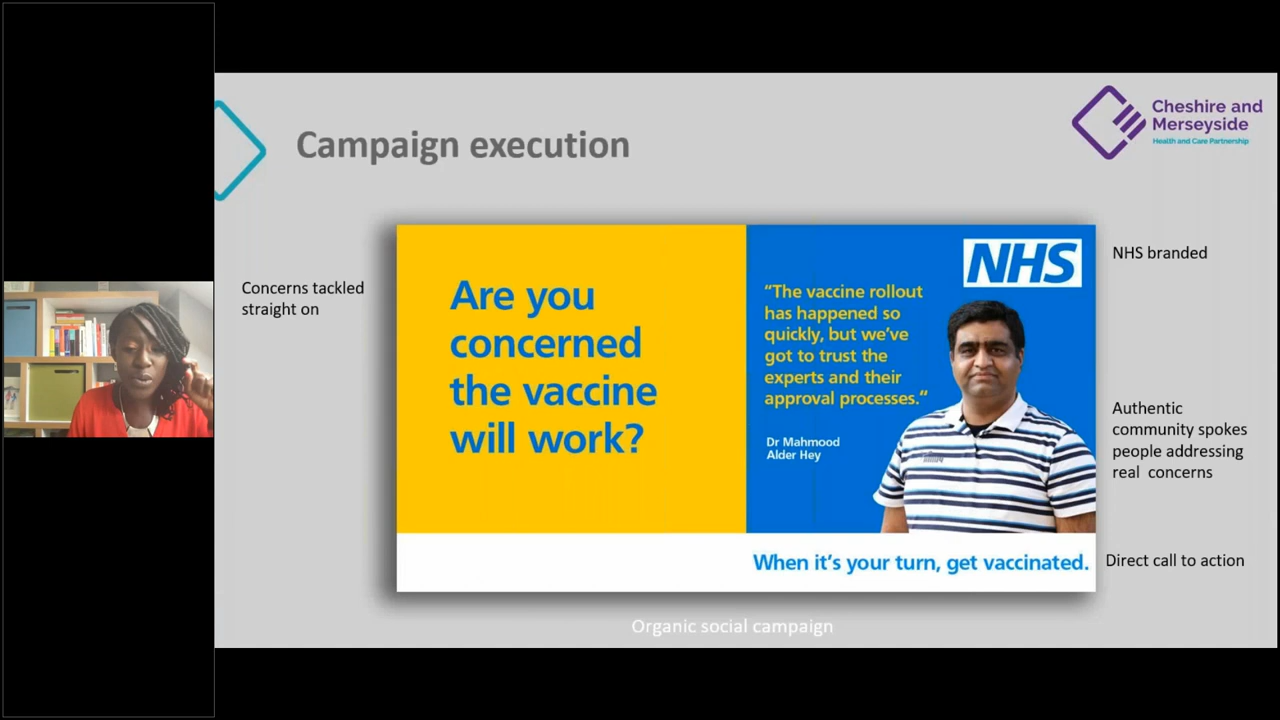 Campaign execution
Cheshire and
Merseyside
Health and Care Partnership
Concerns tackled
straight on
Are you
concerned
the vaccine
will work?
NHS
“The vaccine rollout
has happened so
quickly, but we’ve
got to trust the
experts and their
approval processes.”
Dr Mahmood
Alder Hey
When it’s your turn, get vaccinated.
NHS branded
Authentic
community spokes
people addressing
real concerns
Direct call to action
Organic social campaign